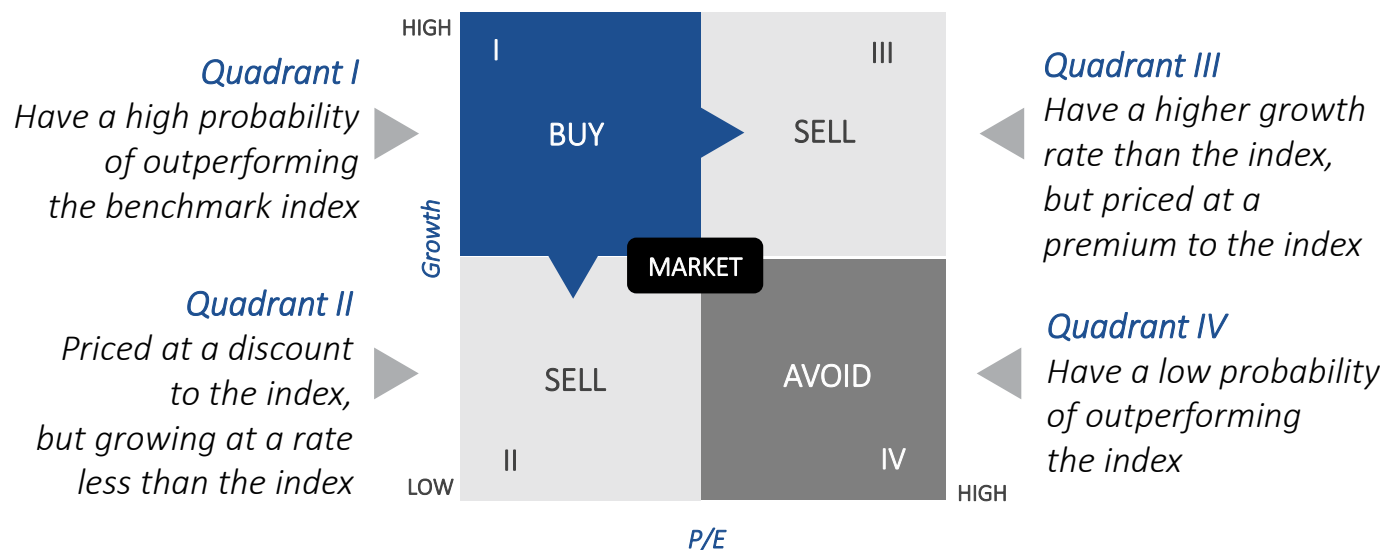 HIGH
I
III
Quadrant I
Have a high probability
of outperforming
the benchmark index
BUY
SELL
Quadrant III
Have a higher growth
rate than the index,
but priced at a
premium to the index
Growth
MARKET
Quadrant II
Priced at a discount
to the index,
but growing at a rate
less than the index
SELL
AVOID
Quadrant IV
Have a low probability
of outperforming
the index
II
IV
LOW
HIGH
P/E